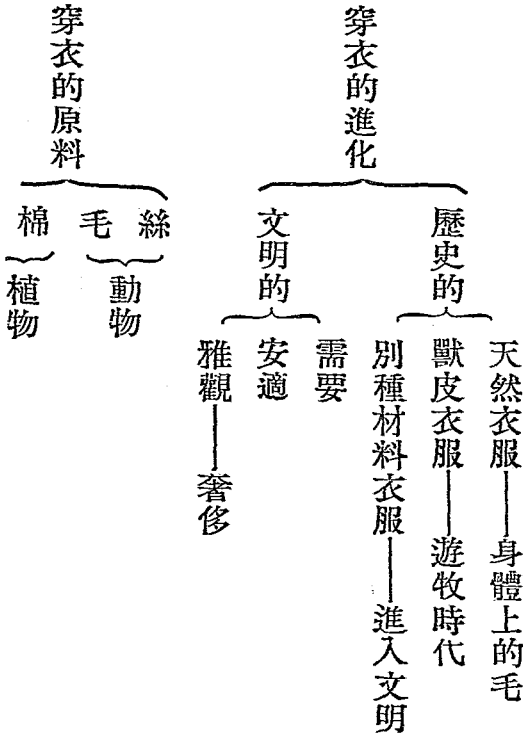 穿衣的進化
歷史的
天然衣服——身體上的毛
獸皮衣服——遊牧時代
別種材料衣服——進入文明
文明的
需要
安適
雅觀——奢侈
穿衣的原料
絲
毛
動物
棉
植物